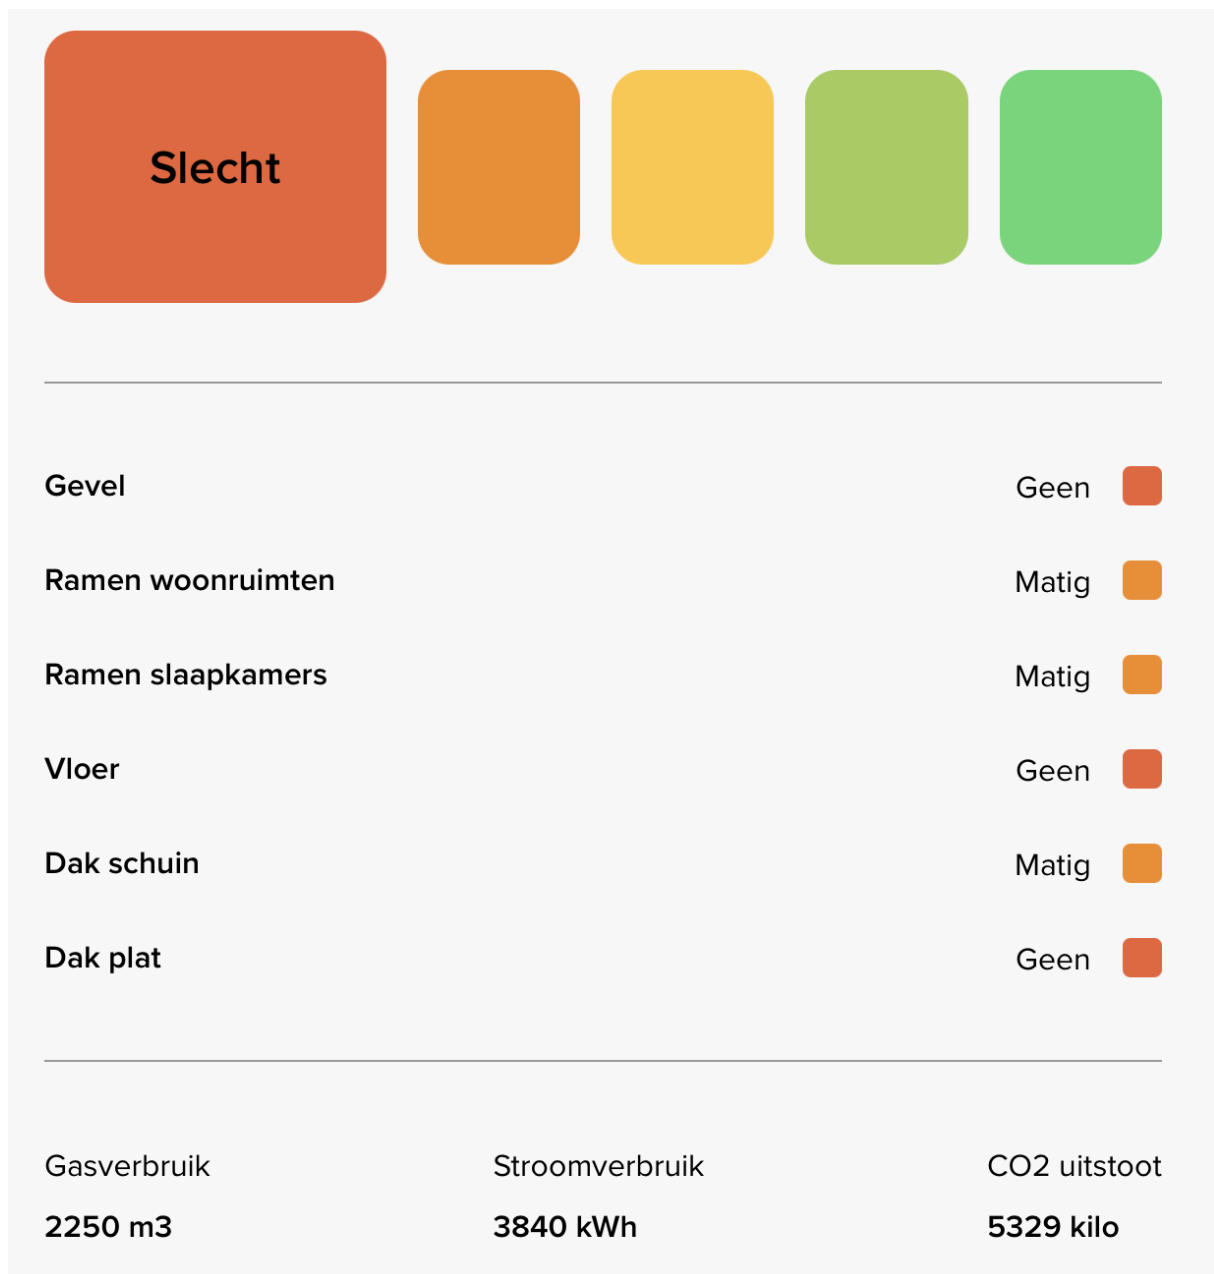 Slecht
Gevel Geen
Ramen woonruimten Matig
Ramen slaapkamers Matig
Vloer Geen
Dak schuin Matig
Dak plat Geen
Gasverbruik Stroomverbruik CO2 uitstoot
2250 m3 3840 kWh 5329 kilo